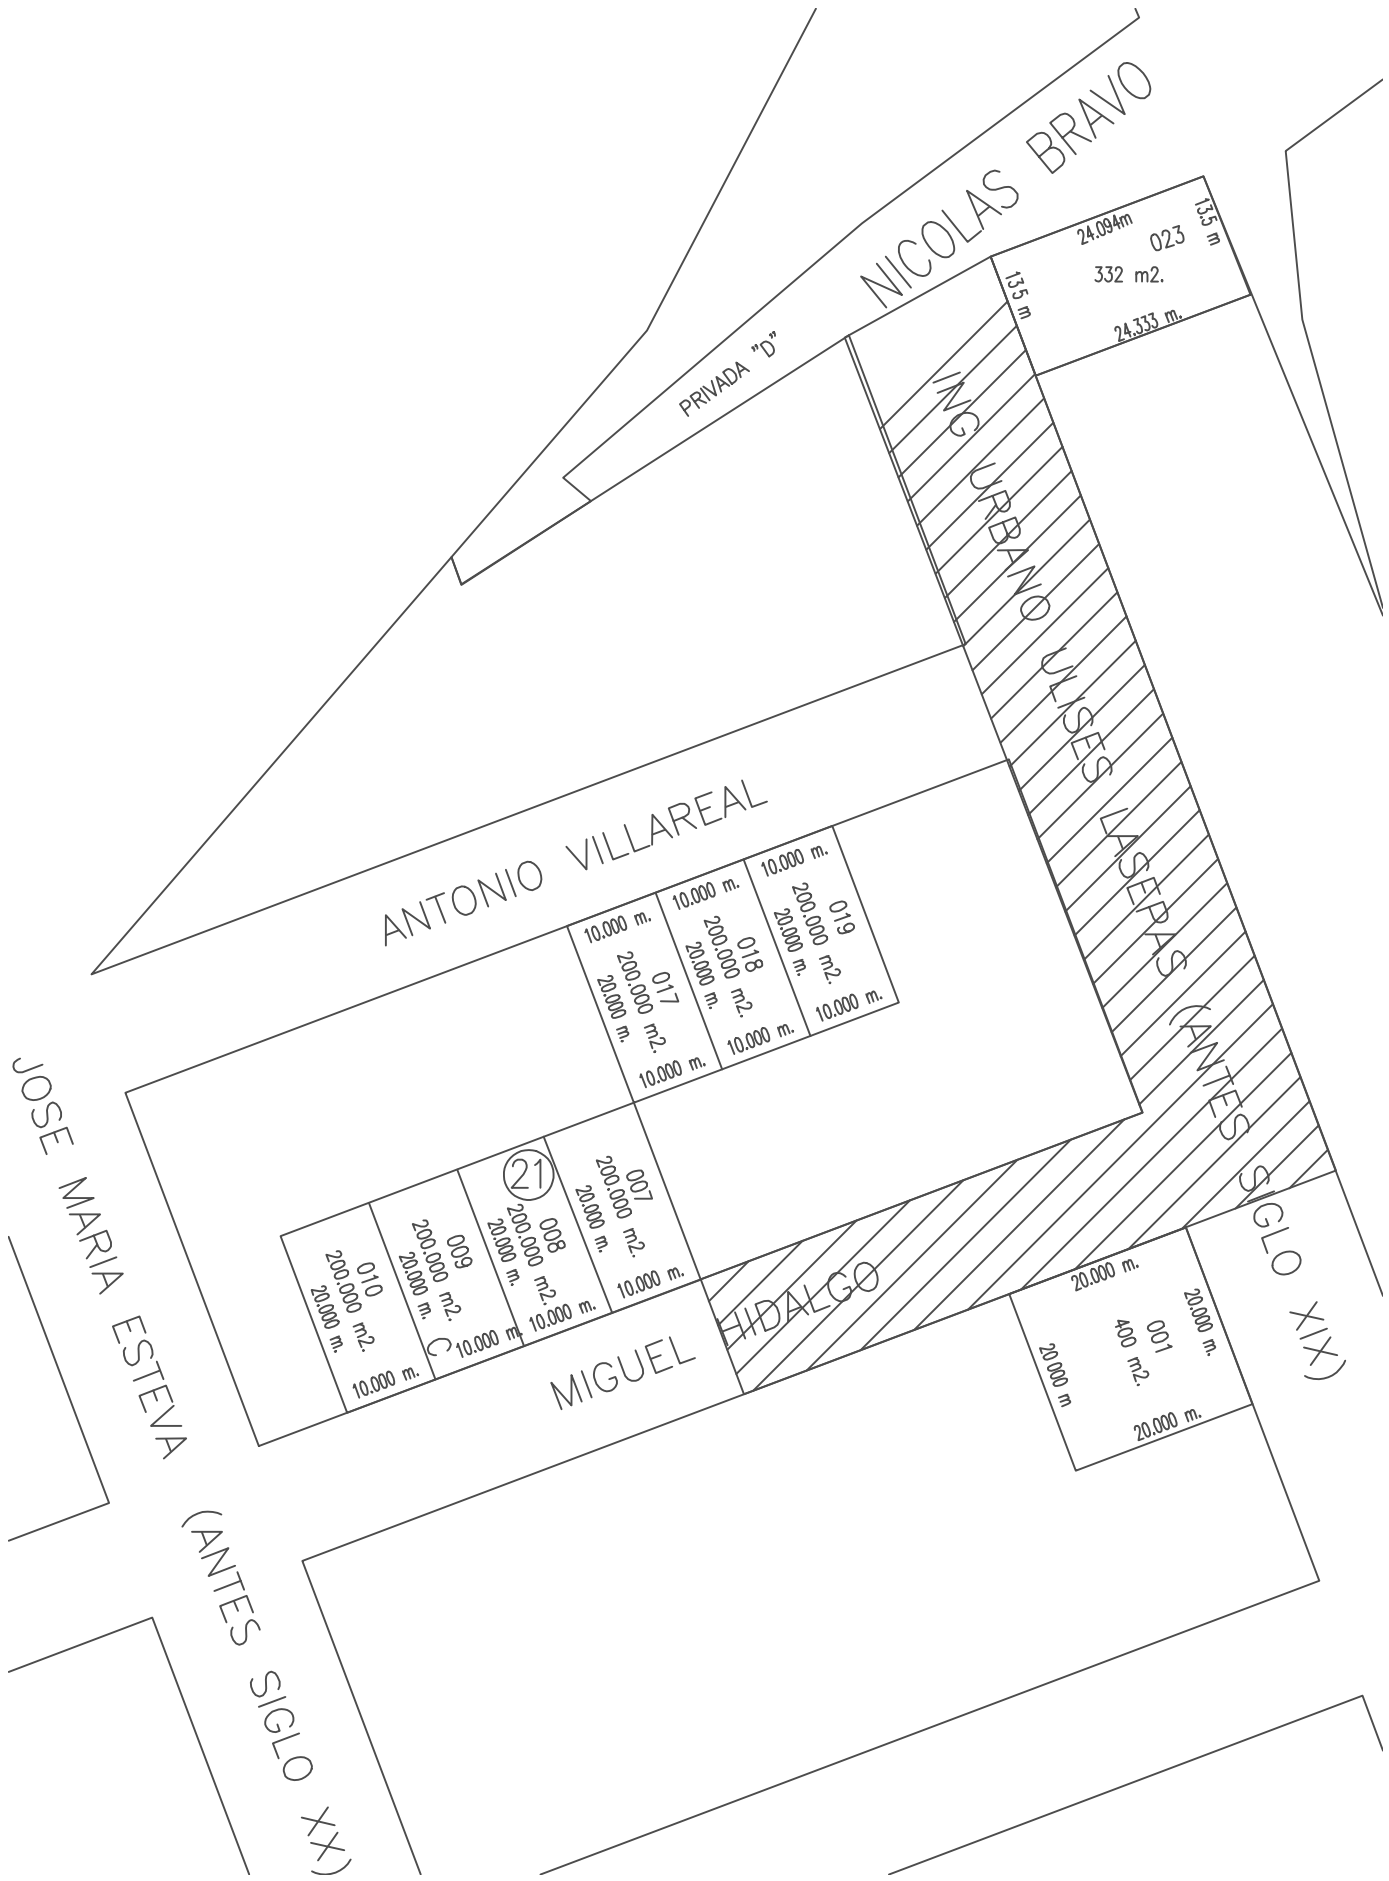 NICOLAS BRAVO
24.094m
13.5 m
023
332 m2.
135 m
24.333 m.
PRIVADA "D"
ING URBANO ULISES LASEPAS (ANTES SIGLO XIX)
ANTONIO VILLAREAL
10.000 m.
017
200.000 m2.
20.000 m.
10.000 m.
10.000 m.
018
200.000 m2.
20.000 m.
10.000 m.
10.000 m.
019
200.000 m2.
20.000 m.
10.000 m.
JOSE MARIA ESTEVA (ANTES SIGLO XX)
21
010
200.000 m2.
20.000 m.
10.000 m.
009
200.000 m2.
20.000 m.
C
10.000 m.
008
200.000 m2.
20.000 m.
10.000 m.
007
200.000 m2.
20.000 m.
10.000 m.
MIGUEL HIDALGO
20.000 m.
20.000 m.
001
400 m2.
20 000 m
20.000 m.